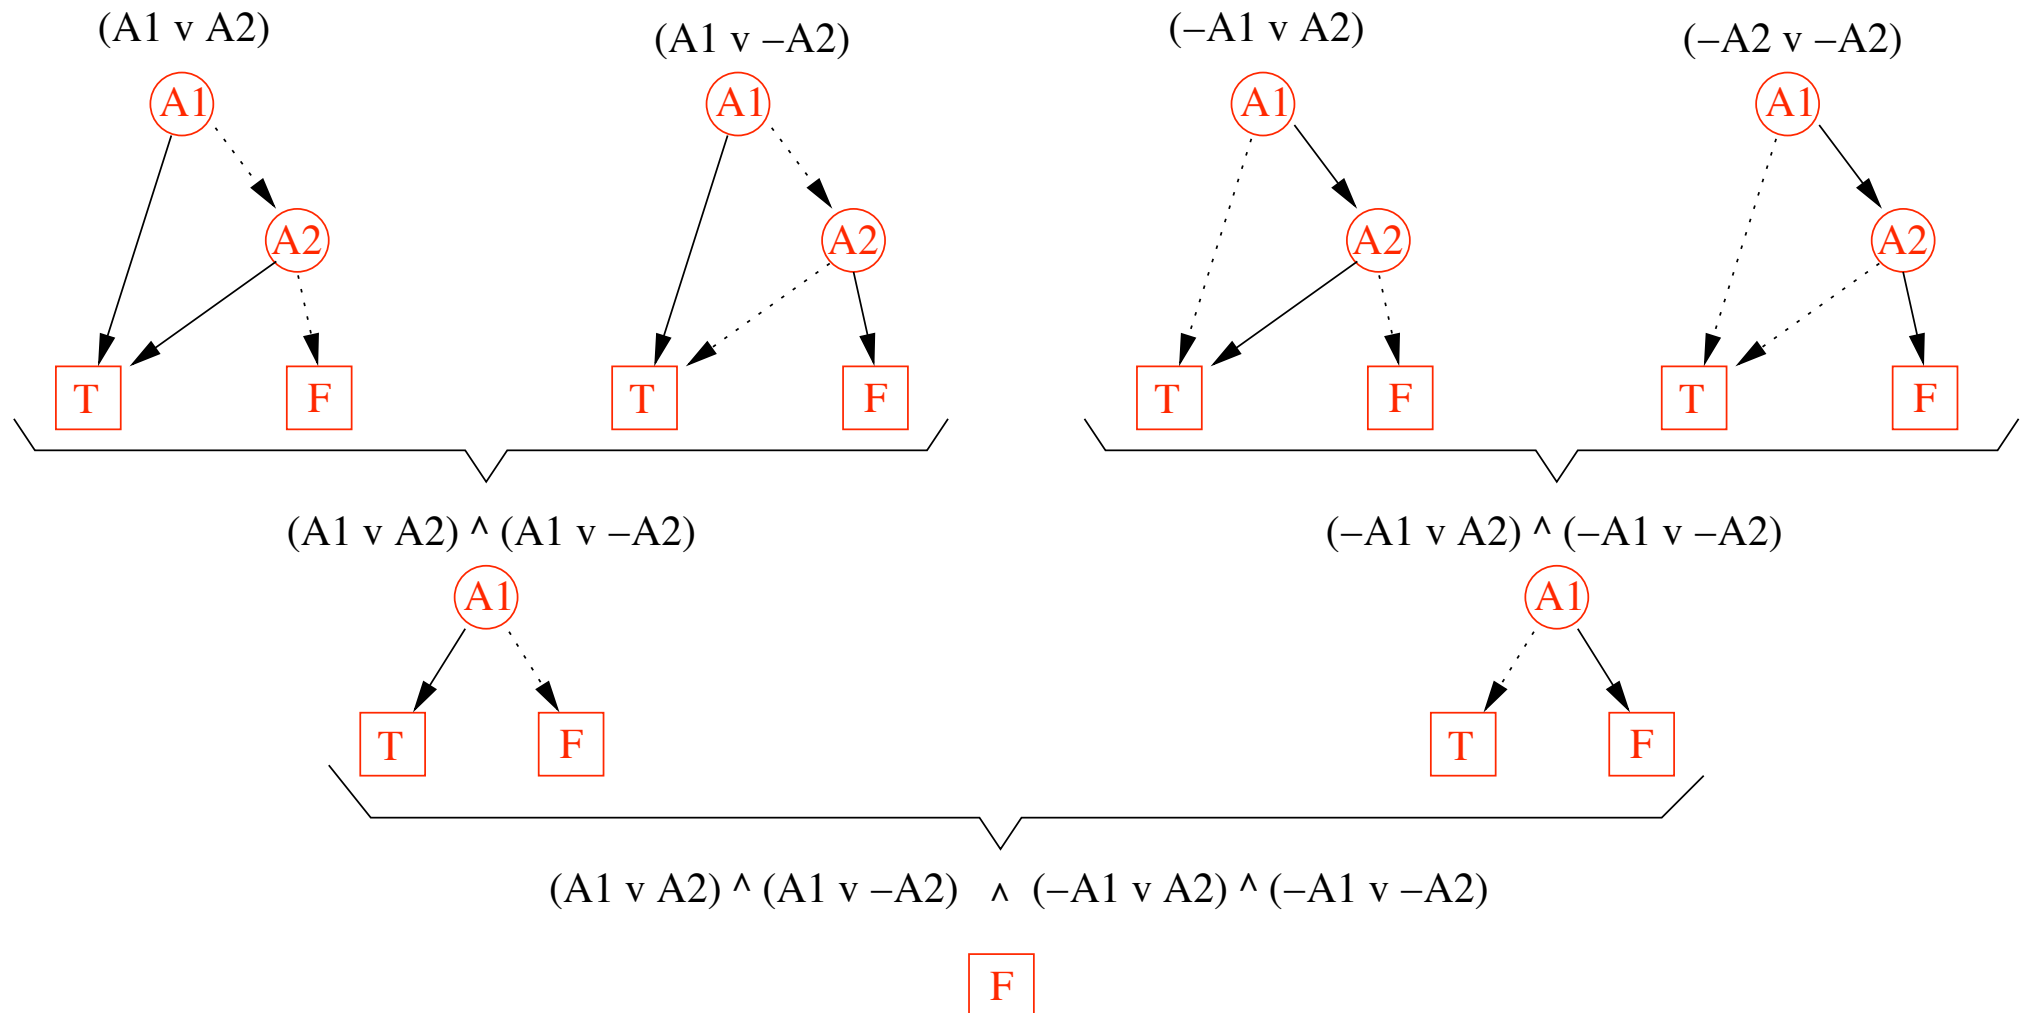 (A1 v A2)
(A1 v −A2)
(−A1 v A2)
(−A2 v −A2)
A1
A1
A1
A1
A2
A2
A2
A2
T
F
T
F
T
F
T
F
(A1 v A2) ^ (A1 v −A2)
(−A1 v A2) ^ (−A1 v −A2)
A1
A1
T
F
T
F
(A1 v A2) ^ (A1 v −A2) ^ (−A1 v A2) ^ (−A1 v −A2)
F